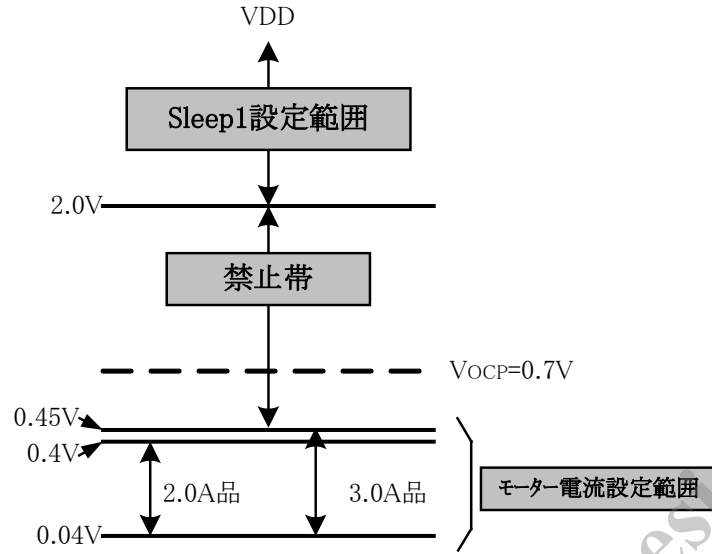 VDD
Sleep1設定範囲
2.0V
禁止帯
VOCP=0.7V
0.45V
0.4V
2.0A品
3.0A品
モーター電流設定範囲
0.04V